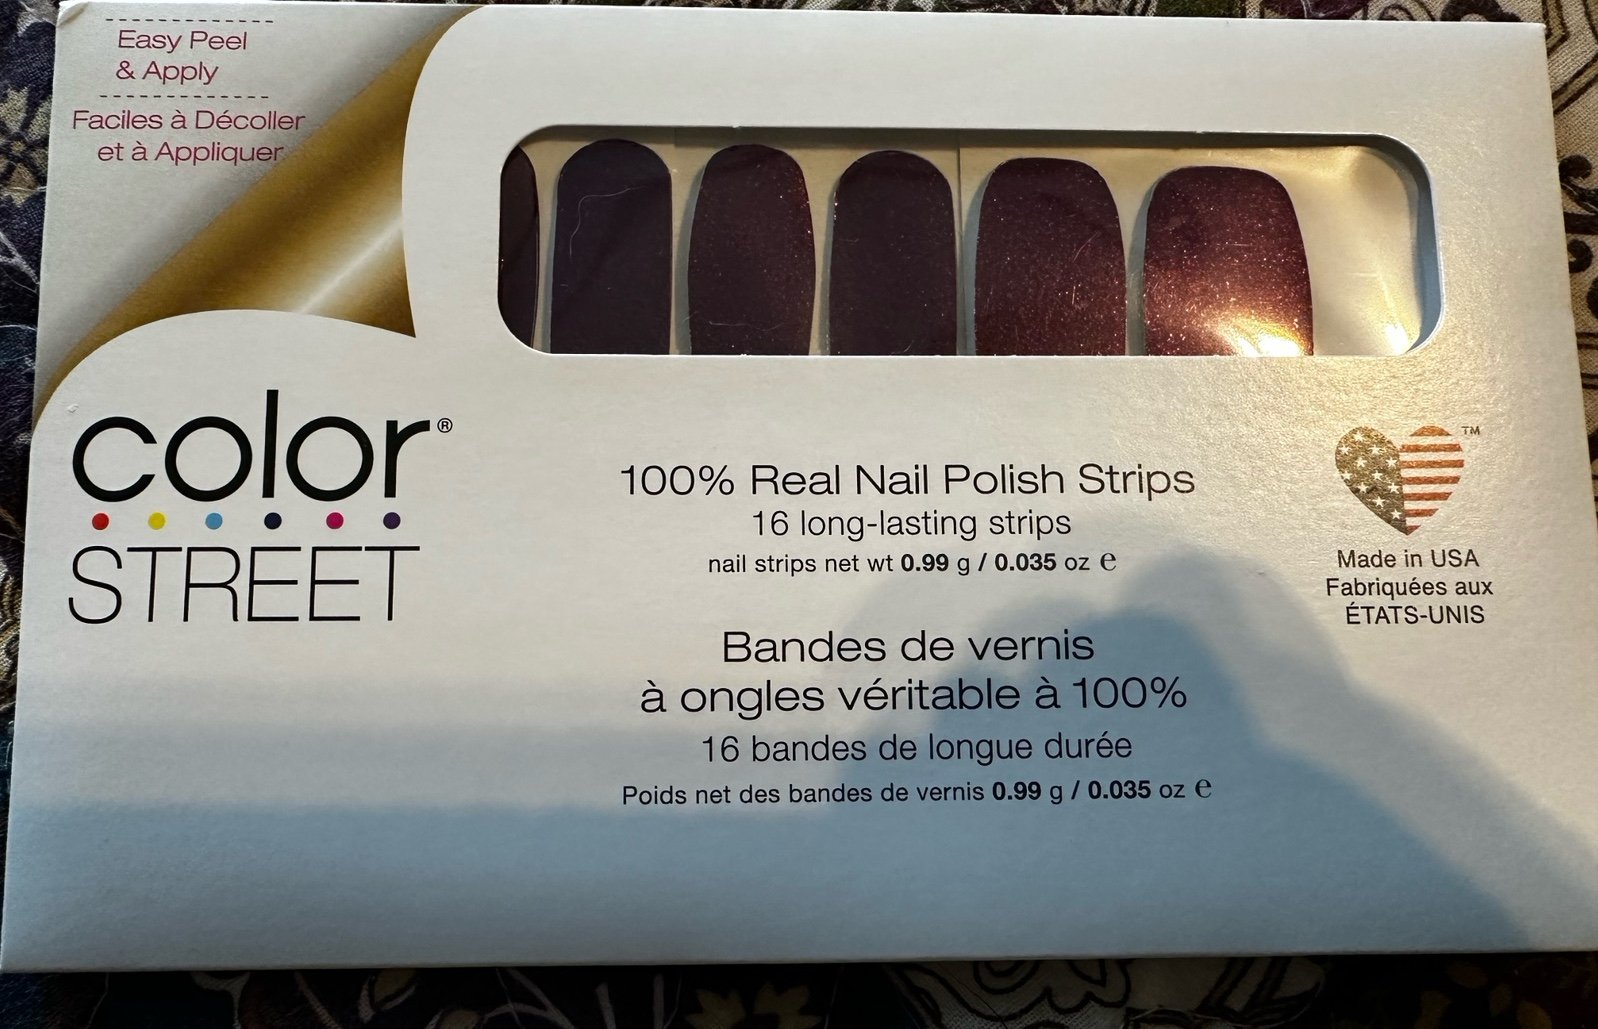 Easy Peel
& Apply
Faciles à Décoller
et à Appliquer
color®
STREET
100% Real Nail Polish Strips
16 long-lasting strips
nail strips net wt 0.99 g / 0.035 oz ℮
Bandes de vernis
à ongles véritable à 100%
16 bandes de longue durée
Poids net des bandes de vernis 0.99 g / 0.035 oz ℮
™
Made in USA
Fabriquées aux
ÉTATS-UNIS